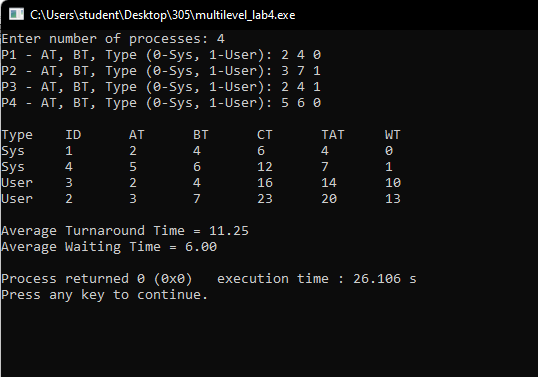 C:\Users\student\Desktop\305\multilevel_lab4.exe
Enter number of processes: 4
P1 - AT, BT, Type (0-Sys, 1-User): 2 4 0
P2 - AT, BT, Type (0-Sys, 1-User): 3 7 1
P3 - AT, BT, Type (0-Sys, 1-User): 2 4 1
P4 - AT, BT, Type (0-Sys, 1-User): 5 6 0
Type ID AT BT CT TAT WT
Sys 1 2 4 6 4 0
Sys 4 5 6 12 7 1
User 3 2 4 16 14 10
User 2 3 7 23 20 13
Average Turnaround Time = 11.25
Average Waiting Time = 6.00
Process returned 0 (0x0) execution time : 26.106 s
Press any key to continue.